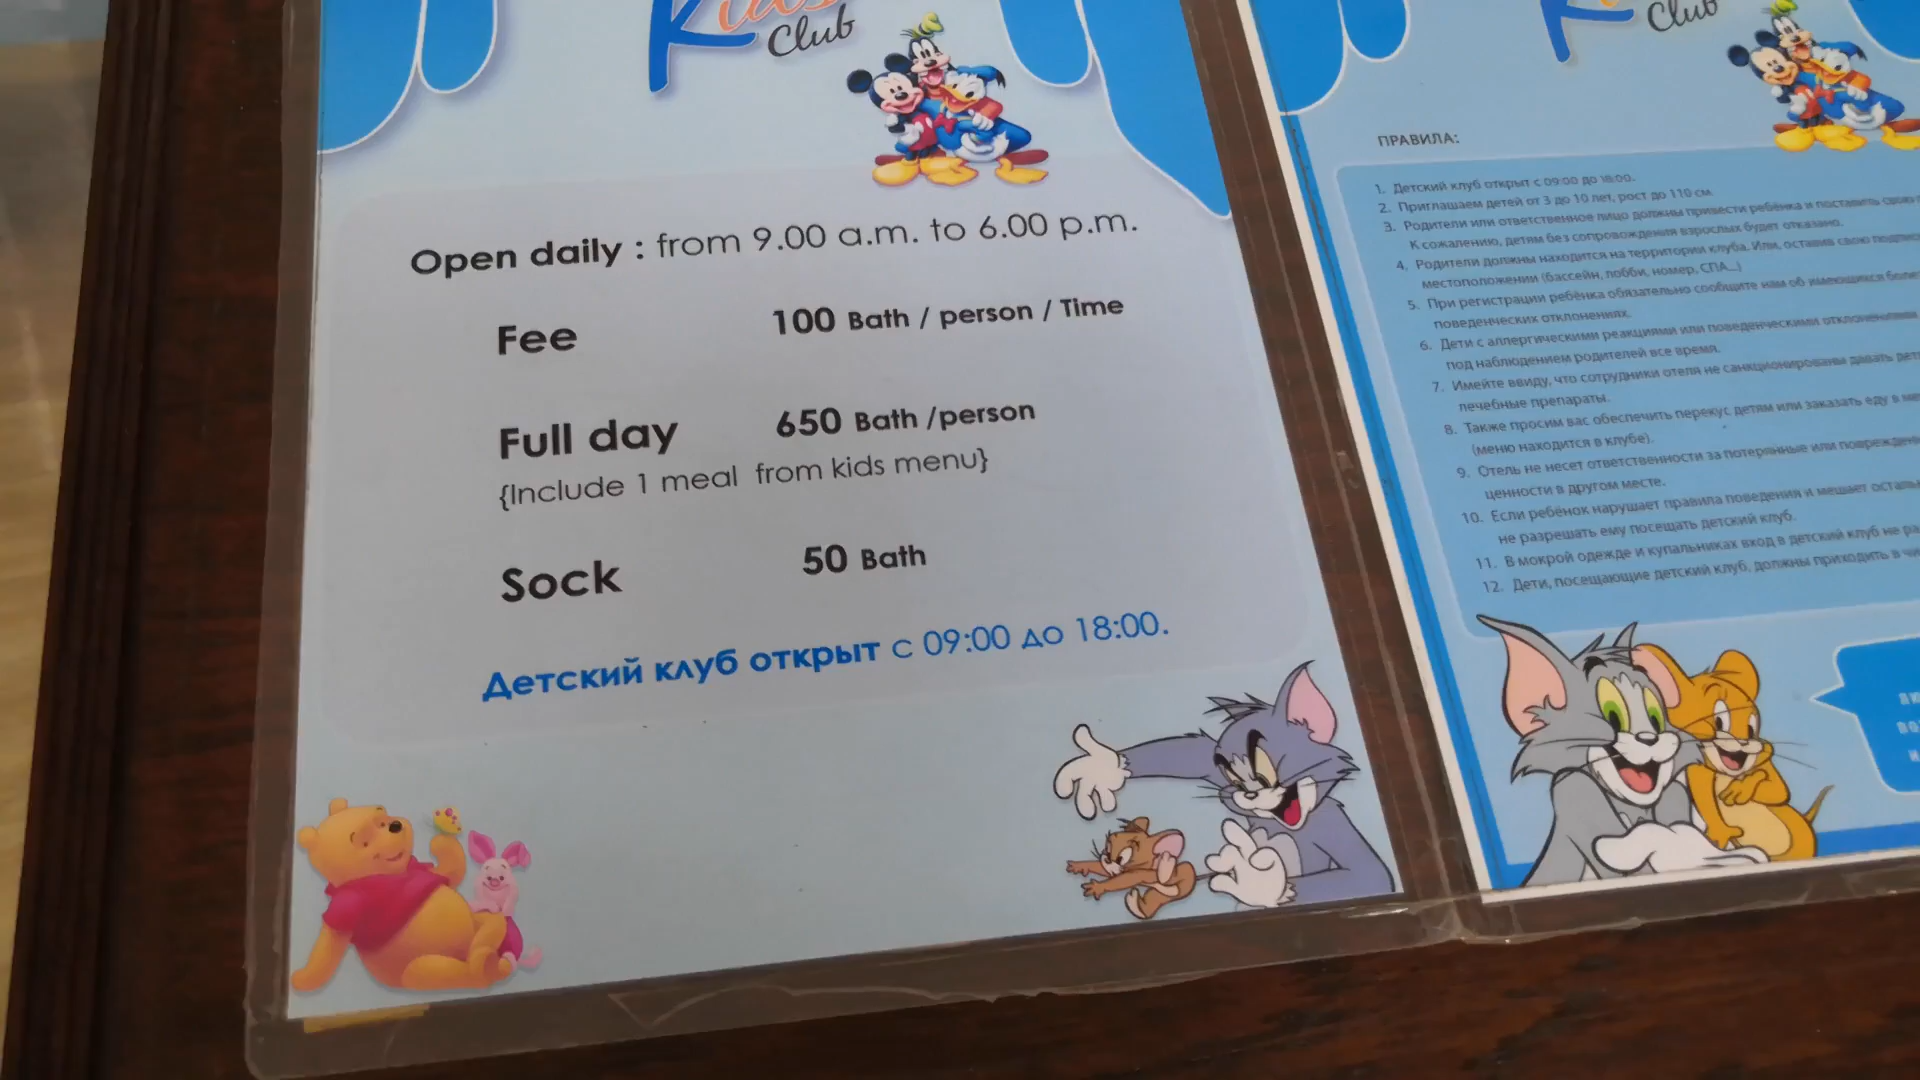 Kids
Club
Open daily : from 9.00 a.m. to 6.00 p.m.
Fee 100 Bath / person / Time
Full day 650 Bath /person
{Include 1 meal from kids menu}
Sock 50 Bath
Детский клуб открыт с 09:00 до 18:00.
Club
ПРАВИЛА:
1. Детский клуб открыт с 09:00 до 18:00.
2. Приглашаем детей от 3 до 10 лет, рост до 110 см.
3. Родители или ответственное лицо должны привести ребёнка и поставить свою
К сожалению, детям без сопровождения взрослых будет отказано.
4. Родители должны находится на территории клуба. Или, оставив свою
местоположении (бассейн, лобби, номер, СПА...)
5. При регистрации ребёнка обязательно сообщите нам об имеющихся
поведенческих отклонениях.
6. Дети с аллергическими реакциями или поведенческими отклонениями
под наблюдением родителей все время.
7. Имейте ввиду, что сотрудники отеля не санкционированы давать
лечебные препараты.
8. Также просим вас обеспечить перекус детям или заказать еду в
(меню находится в клубе).
9. Отель не несет ответственности за потерянные или
ценности в другом месте.
10. Если ребёнок нарушает правила поведения и мешает
не разрешать ему посещать детский клуб.
11. В мокрой одежде и купальниках вход в детский клуб не
12. Дети, посещающие детский клуб, должны приходить в